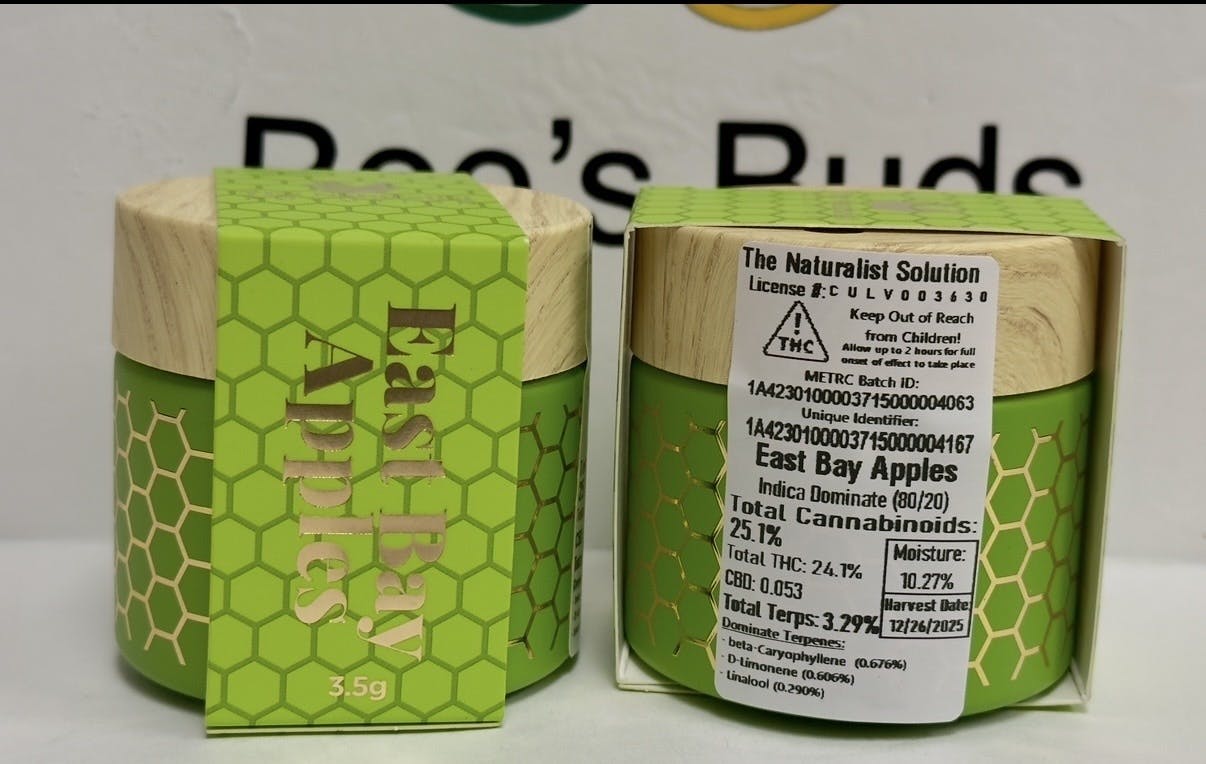 Bee's Buds
East Bay
Apples
3.5g
The Naturalist Solution
License #:CULV003630
THC
Keep Out of Reach
from Children!
Allow up to 2 hours for full
onset of effect to take place
METRC Batch ID:
1A4230100003715000004063
Unique Identifier:
1A4230100003715000004167
East Bay Apples
Indica Dominate (80/20)
Total Cannabinoids:
25.1%
Total THC: 24.1%
CBD: 0.053
Total Terps: 3.29%
Moisture:
10.27%
Harvest Date
12/26/2025
Dominate Terpenes:
- beta-Caryophyllene (0.676%)
- D-Limonene (0.606%)
- Linalool (0.290%)